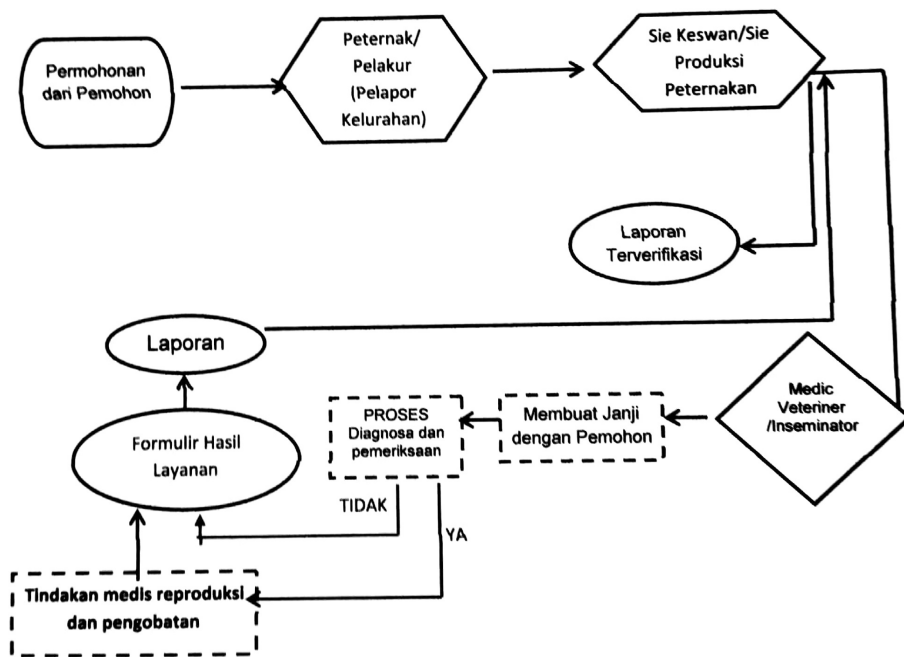 Permohonan
dari Pemohon
Peternak/
Pelakur
(Pelapor
Kelurahan)
Sie Keswan/Sie
Produksi
Peternakan
Laporan
Terverifikasi
Laporan
Medic
Veteriner
/Inseminator
Membuat Janji
dengan Pemohon
PROSES
Diagnosa dan
pemeriksaan
Formulir Hasil
Layanan
TIDAK
YA
Tindakan medis reproduksi
dan pengobatan